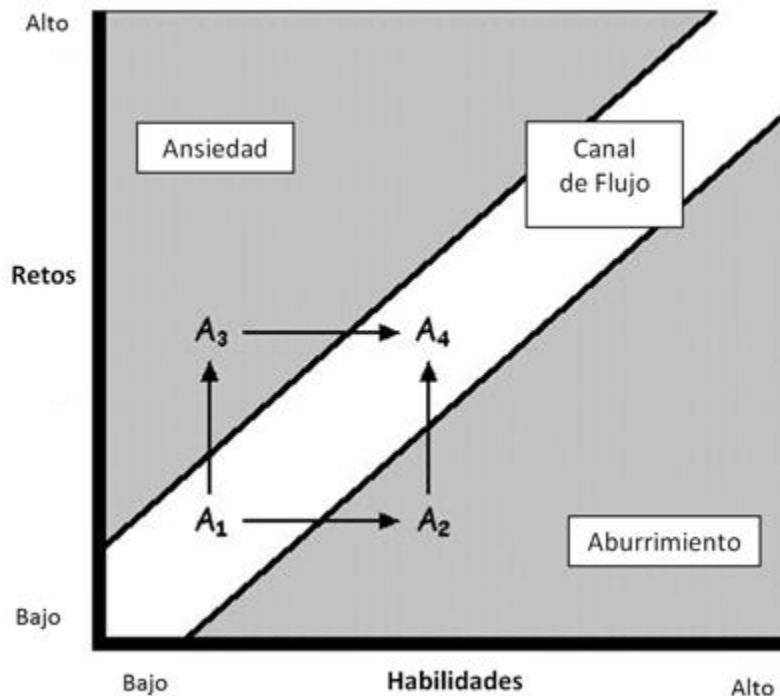 Alto
Ansiedad
Canal
de Flujo
Retos
A₃
A₄
A₁
A₂
Aburrimiento
Bajo
Bajo
Habilidades
Alto